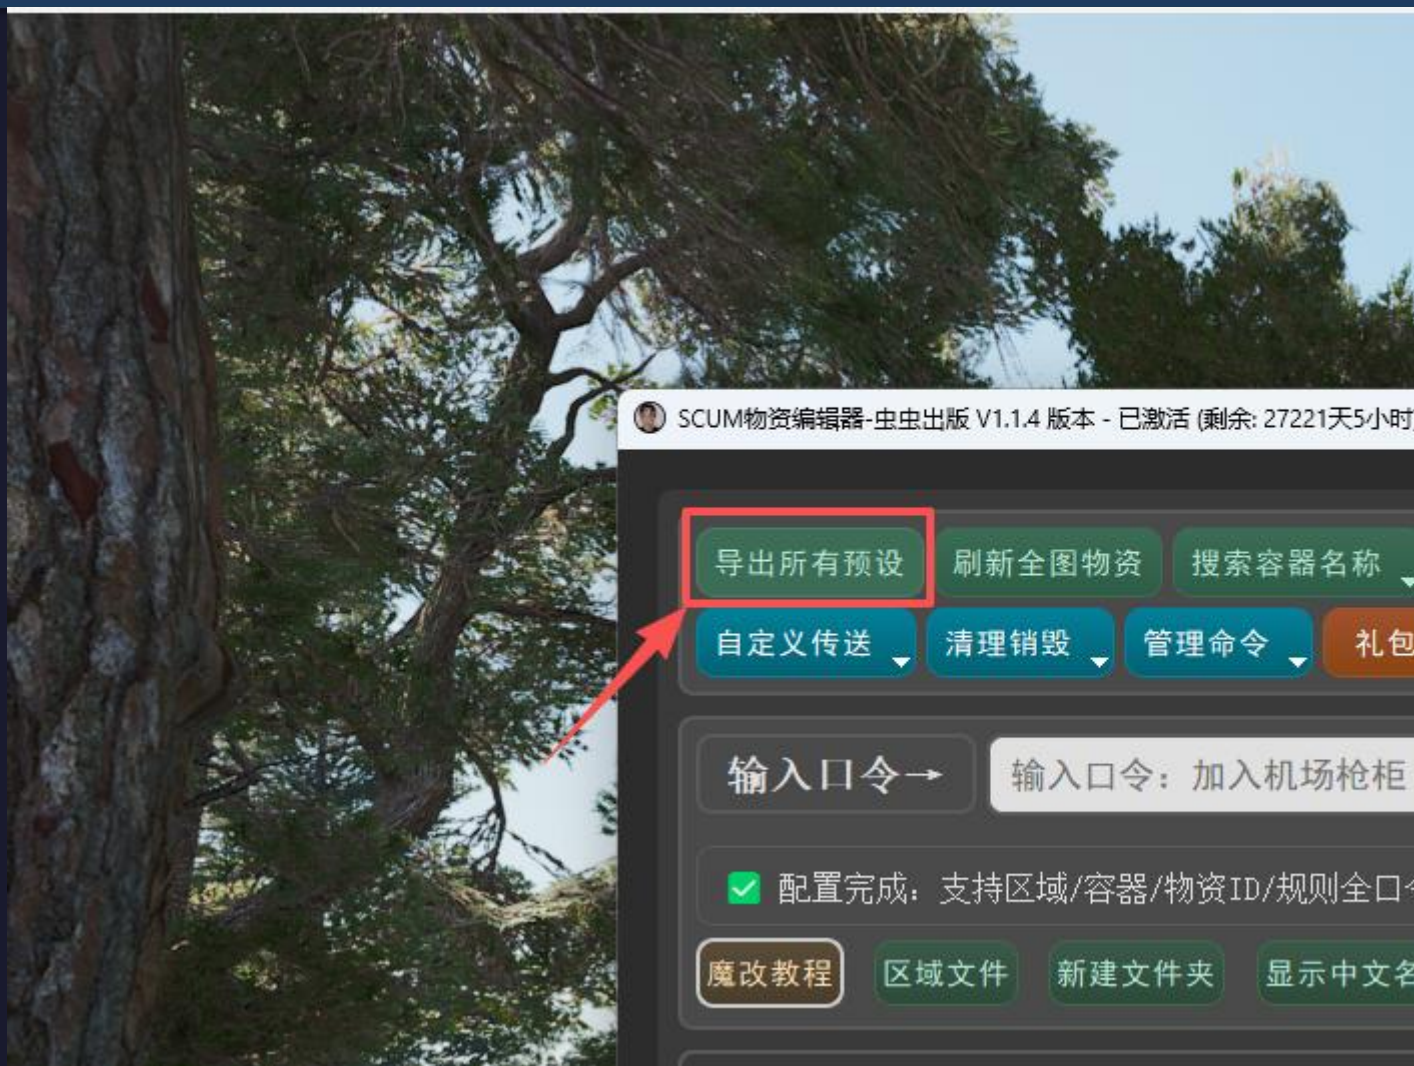 SCUM物资编辑器-虫虫出版 V1.1.4 版本 - 已激活 (剩余: 27221天5小时
导出所有预设 刷新全图物资 搜索容器名称
自定义传送 清理销毁 管理命令 礼包
输入口令→ 输入口令：加入机场枪柜
配置完成：支持区域/容器/物资ID/规则全口令
魔改教程 区域文件 新建文件夹 显示中文名